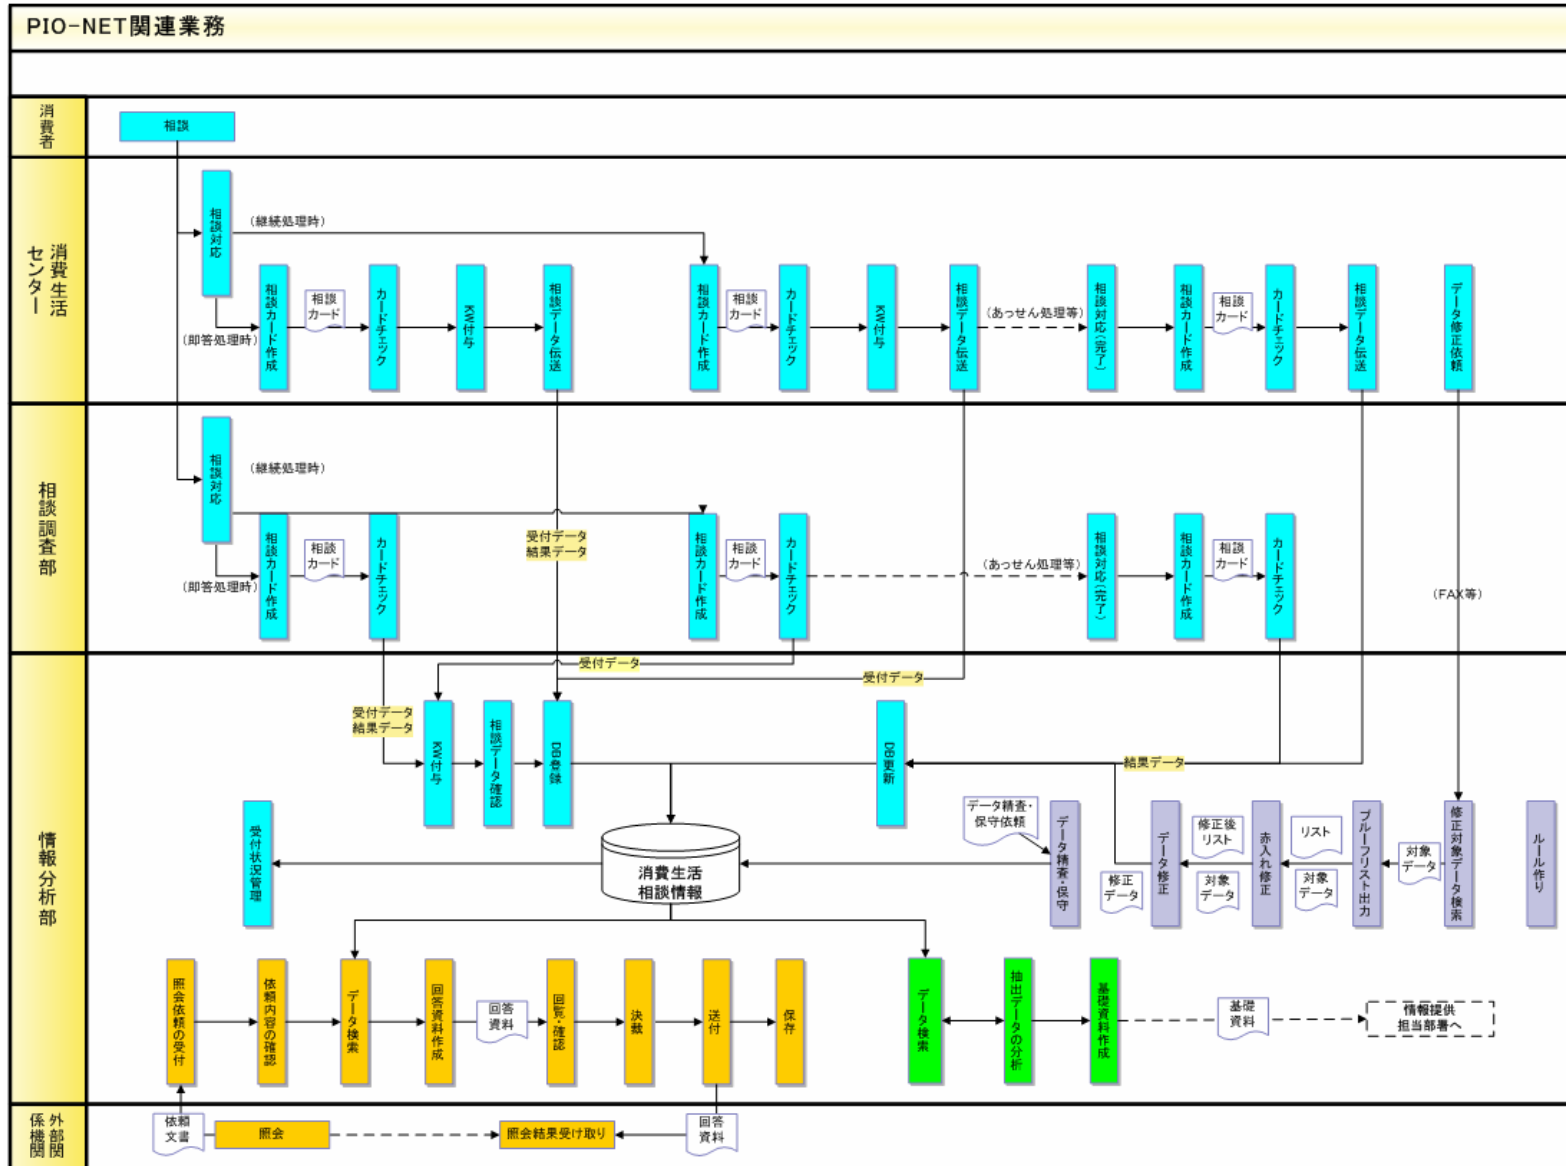 PIO-NET関連業務
消費者
相談
消費生活
センター
相談対応
(継続処理時)
(即答処理時)
相談カード作成
相談
カード
カードチェック
KW付与
相談データ伝送
相談カード作成
相談
カード
カードチェック
KW付与
相談データ伝送
(あっせん処理等)
相談対応(完了)
相談カード作成
相談
カード
カードチェック
相談データ伝送
データ修正依頼
相談調査部
相談対応
(継続処理時)
(即答処理時)
相談カード作成
相談
カード
カードチェック
受付データ
結果データ
相談カード作成
相談
カード
カードチェック
(あっせん処理等)
相談対応(完了)
相談カード作成
相談
カード
カードチェック
(FAX等)
情報分析部
受付データ
受付データ
受付データ
結果データ
KW付与
相談データ確認
DB登録
DB更新
結果データ
受付状況管理
消費生活
相談情報
データ精査・
保守依頼
データ精査・保守
修正
データ
データ修正
修正後
リスト
対象
データ
赤入れ修正
リスト
対象
データ
プルーフリスト出力
対象
データ
修正対象データ検索
ルール作り
照会依頼の受付
依頼内容の確認
データ検索
回答資料作成
回答
資料
回覧・確認
決裁
送付
保存
データ検索
抽出データの分析
基礎資料作成
基礎
資料
情報提供
担当部署へ
外部関
係機関
依頼
文書
照会
照会結果受け取り
回答
資料